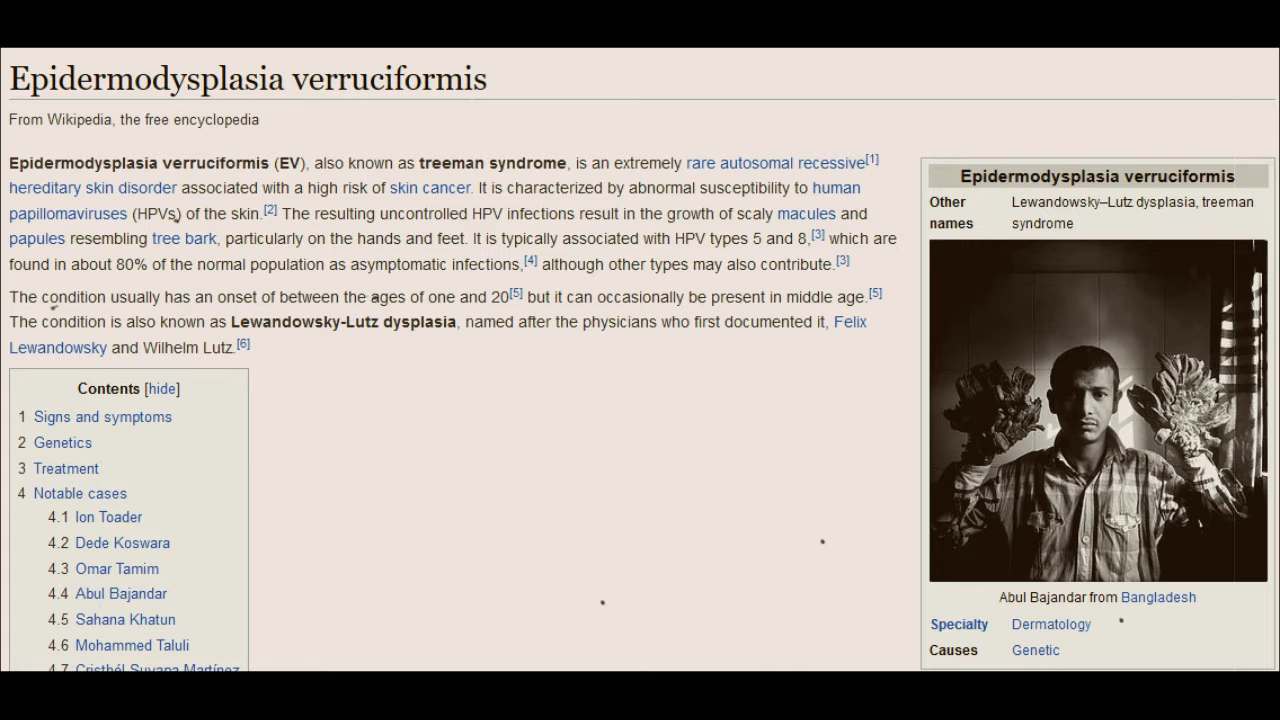 Epidermodysplasia verruciformis
From Wikipedia, the free encyclopedia
Epidermodysplasia verruciformis (EV), also known as treeman syndrome, is an extremely rare autosomal recessive[1]
hereditary skin disorder associated with a high risk of skin cancer. It is characterized by abnormal susceptibility to human
papillomaviruses (HPVs) of the skin.[2] The resulting uncontrolled HPV infections result in the growth of scaly macules and
papules resembling tree bark, particularly on the hands and feet. It is typically associated with HPV types 5 and 8,[3] which are
found in about 80% of the normal population as asymptomatic infections,[4] although other types may also contribute.[3]
The condition usually has an onset of between the ages of one and 20[5] but it can occasionally be present in middle age.[5]
The condition is also known as Lewandowsky-Lutz dysplasia, named after the physicians who first documented it, Felix
Lewandowsky and Wilhelm Lutz.[6]
Contents [hide]
1 Signs and symptoms
2 Genetics
3 Treatment
4 Notable cases
4.1 Ion Toader
4.2 Dede Koswara
4.3 Omar Tamim
4.4 Abul Bajandar
4.5 Sahana Khatun
4.6 Mohammed Taluli
4.7 Cristhél Suyapa Martínez
Epidermodysplasia verruciformis
Other names Lewandowsky–Lutz dysplasia, treeman
syndrome
Abul Bajandar from Bangladesh
Specialty Dermatology
Causes Genetic